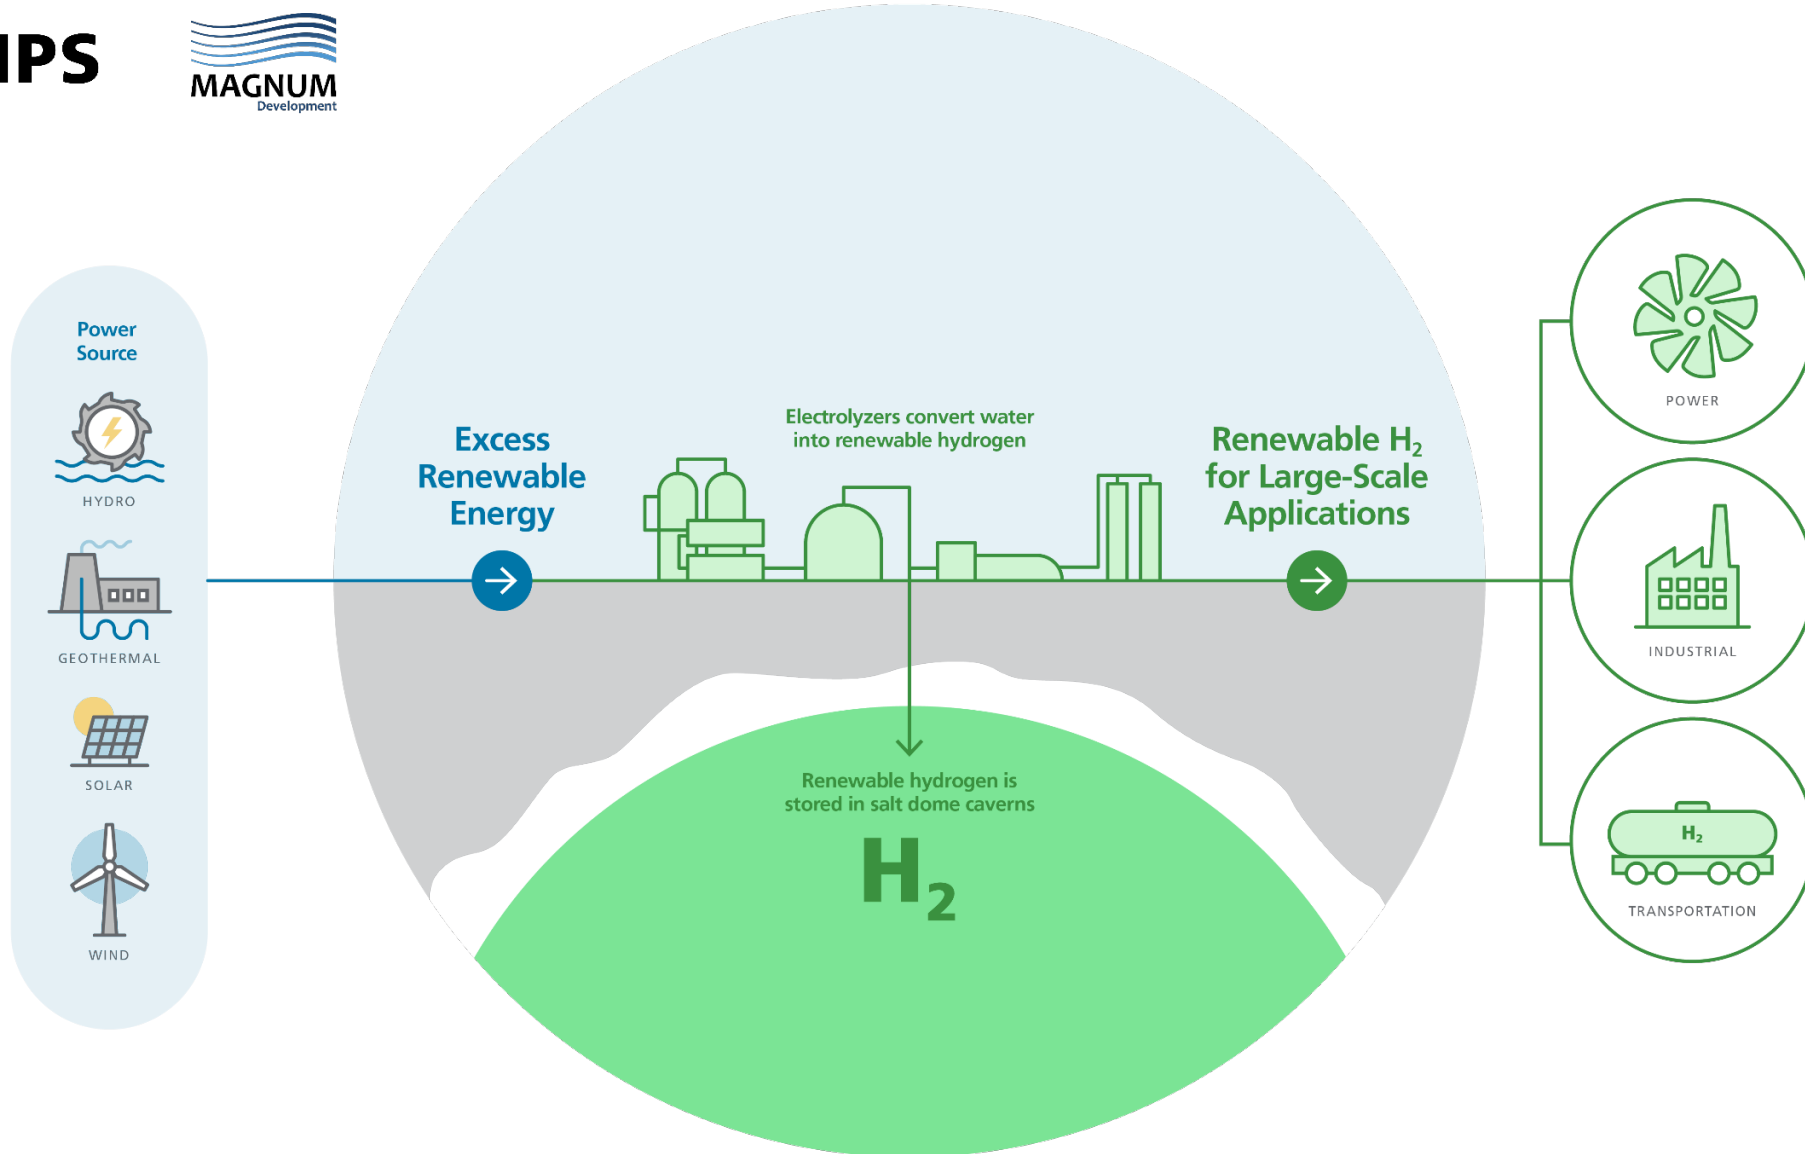 HPS
MAGNUM
Development
Power
Source
HYDRO
GEOTHERMAL
SOLAR
WIND
Excess
Renewable
Energy
Electrolyzers convert water
into renewable hydrogen
Renewable hydrogen is
stored in salt dome caverns
H₂
Renewable H₂
for Large-Scale
Applications
POWER
INDUSTRIAL
H₂
TRANSPORTATION